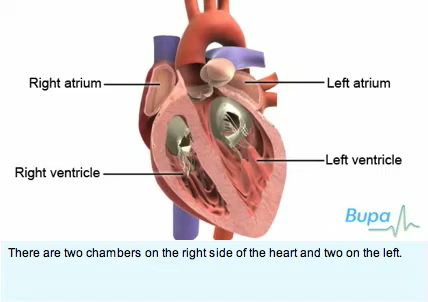 Right atrium
Left atrium
Right ventricle
Left ventricle
Bupa
There are two chambers on the right side of the heart and two on the left.